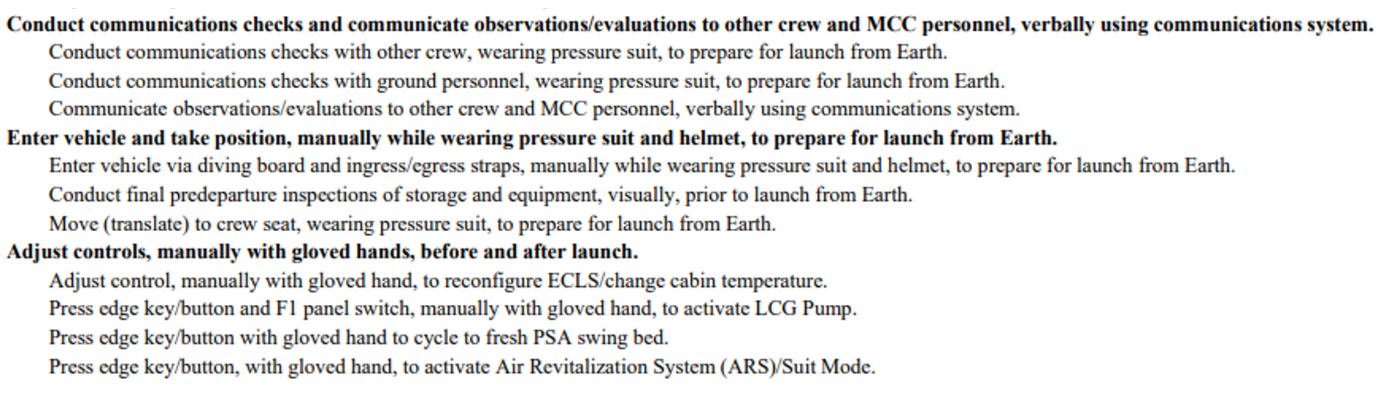 Conduct communications checks and communicate observations/evaluations to other crew and MCC personnel, verbally using communications system.
Conduct communications checks with other crew, wearing pressure suit, to prepare for launch from Earth.
Conduct communications checks with ground personnel, wearing pressure suit, to prepare for launch from Earth.
Communicate observations/evaluations to other crew and MCC personnel, verbally using communications system.
Enter vehicle and take position, manually while wearing pressure suit and helmet, to prepare for launch from Earth.
Enter vehicle via diving board and ingress/egress straps, manually while wearing pressure suit and helmet, to prepare for launch from Earth.
Conduct final predeparture inspections of storage and equipment, visually, prior to launch from Earth.
Move (translate) to crew seat, wearing pressure suit, to prepare for launch from Earth.
Adjust controls, manually with gloved hands, before and after launch.
Adjust control, manually with gloved hand, to reconfigure ECLS/change cabin temperature.
Press edge key/button and F1 panel switch, manually with gloved hand, to activate LCG Pump.
Press edge key/button with gloved hand to cycle to fresh PSA swing bed.
Press edge key/button, with gloved hand, to activate Air Revitalization System (ARS)/Suit Mode.